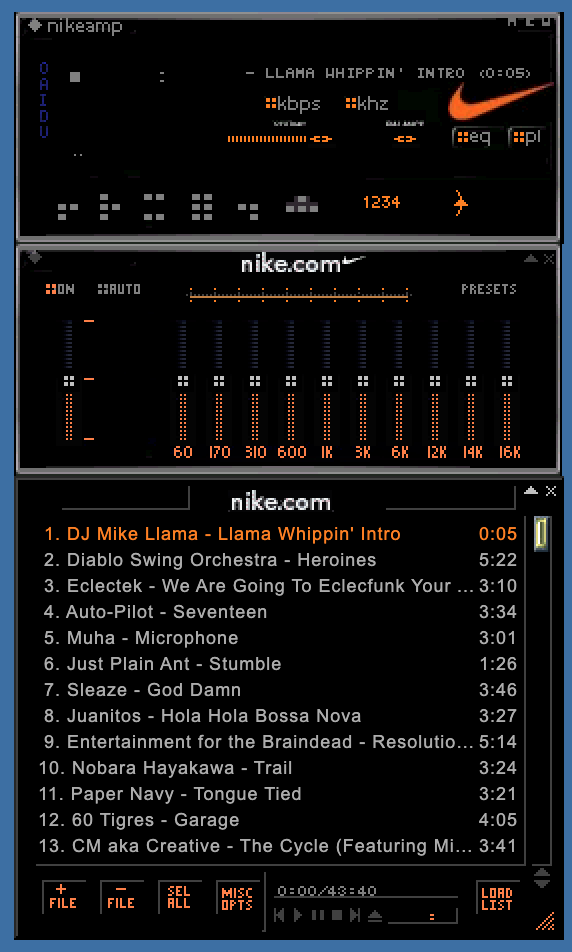 nikeamp
O
A
I
D
U
- LLAMA WHIPPIN' INTRO (0:05)
kbps khz
BALANCE
eq pl
1234
nike.com
ON AUTO PRESETS
60 170 310 600 1K 3K 6K 12K 14K 16K
nike.com
1. DJ Mike Llama - Llama Whippin' Intro 0:05
2. Diablo Swing Orchestra - Heroines 5:22
3. Eclectek - We Are Going To Eclecfunk Your ... 3:10
4. Auto-Pilot - Seventeen 3:34
5. Muha - Microphone 3:01
6. Just Plain Ant - Stumble 1:26
7. Sleaze - God Damn 3:46
8. Juanitos - Hola Hola Bossa Nova 3:27
9. Entertainment for the Braindead - Resolutio... 5:14
10. Nobara Hayakawa - Trail 3:24
11. Paper Navy - Tongue Tied 3:21
12. 60 Tigres - Garage 4:05
13. CM aka Creative - The Cycle (Featuring Mi... 3:41
+ FILE - FILE SEL ALL MISC OPTS 0:00/43:40 LOAD LIST
: